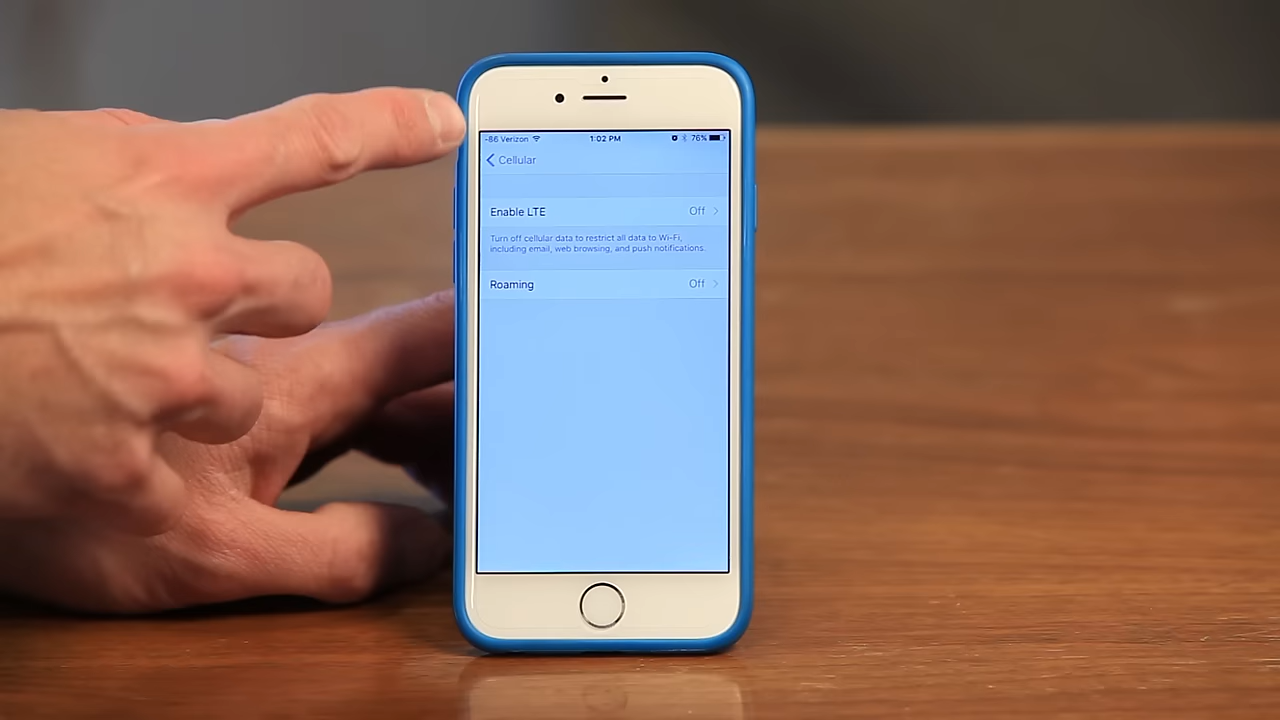 -86 Verizon 1:02 PM 76%
Cellular
Enable LTE Off
Turn off cellular data to restrict all data to Wi-Fi,
including email, web browsing, and push notifications.
Roaming Off